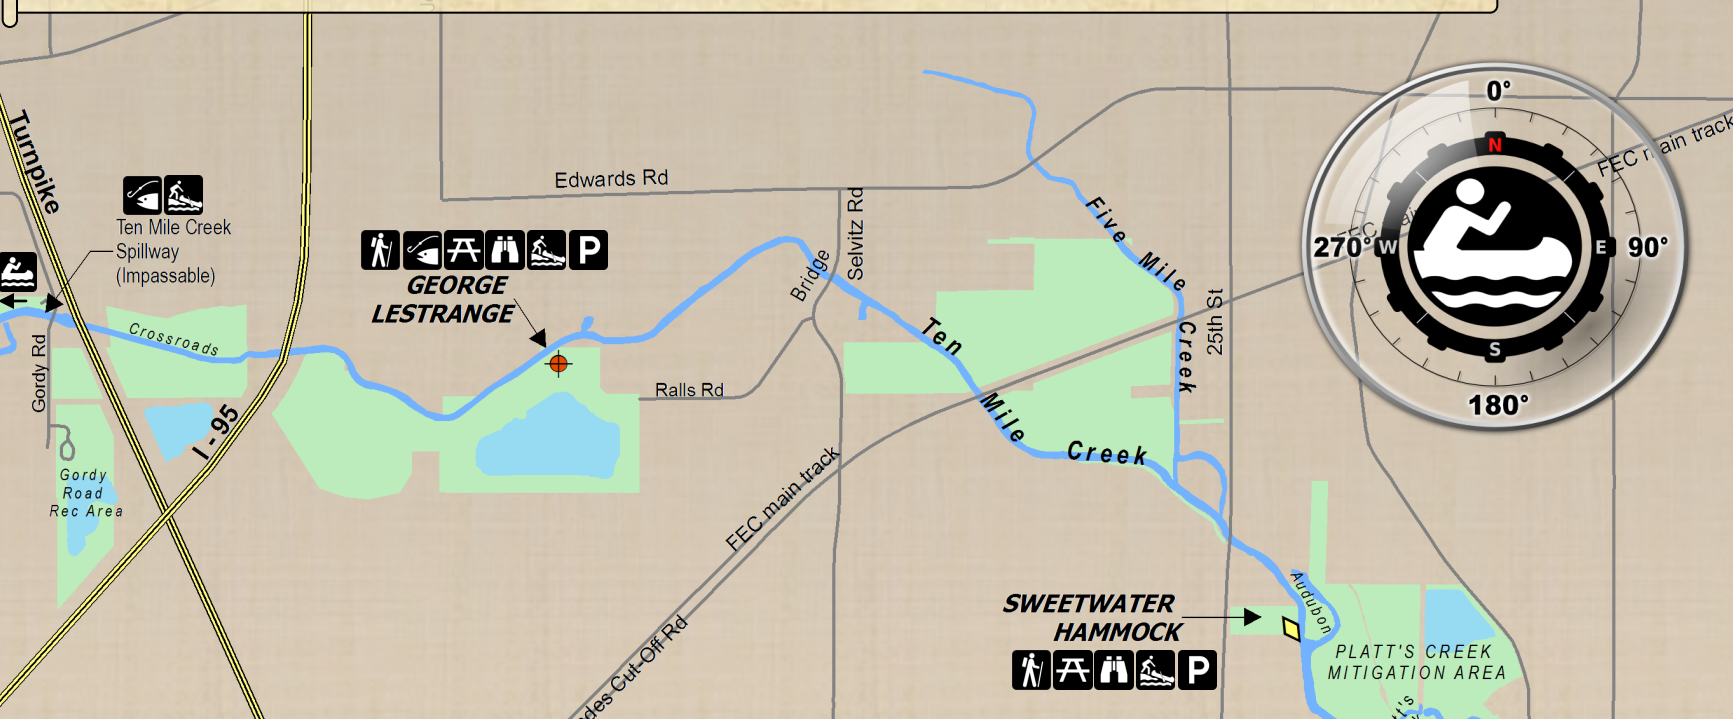 0°
N
270°
W
E
90°
S
180°
FEC main track
Turnpike
Edwards Rd
Ten Mile Creek
Spillway
(Impassable)
P
GEORGE
LESTRANGE
Selvitz Rd
Bridge
Five Mile Creek
25th St
Crossroads
Gordy Rd
I - 95
Ten Mile Creek
Ralls Rd
Gordy
Road
Rec Area
FEC main track
Cut-Off Rd
SWEETWATER
HAMMOCK
P
Audubon
PLATT'S CREEK
MITIGATION AREA